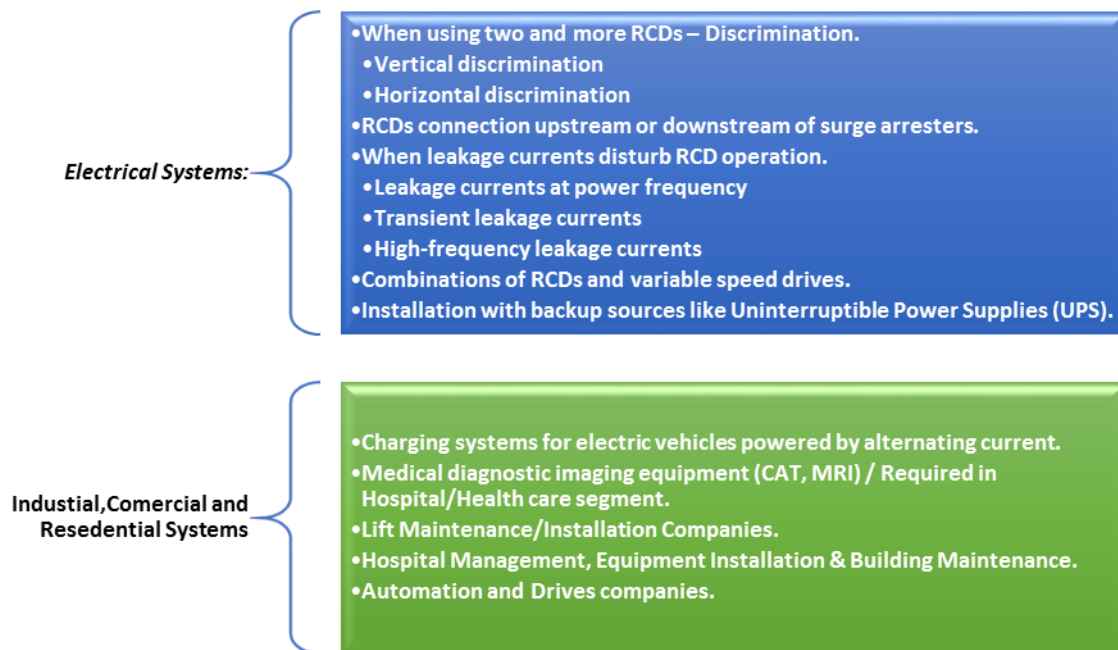 Electrical Systems:
•When using two and more RCDs – Discrimination.
•Vertical discrimination
•Horizontal discrimination
•RCDs connection upstream or downstream of surge arresters.
•When leakage currents disturb RCD operation.
•Leakage currents at power frequency
•Transient leakage currents
•High-frequency leakage currents
•Combinations of RCDs and variable speed drives.
•Installation with backup sources like Uninterruptible Power Supplies (UPS).
Industial,Comercial and
Resedential Systems
•Charging systems for electric vehicles powered by alternating current.
•Medical diagnostic imaging equipment (CAT, MRI) / Required in
Hospital/Health care segment.
•Lift Maintenance/Installation Companies.
•Hospital Management, Equipment Installation & Building Maintenance.
•Automation and Drives companies.